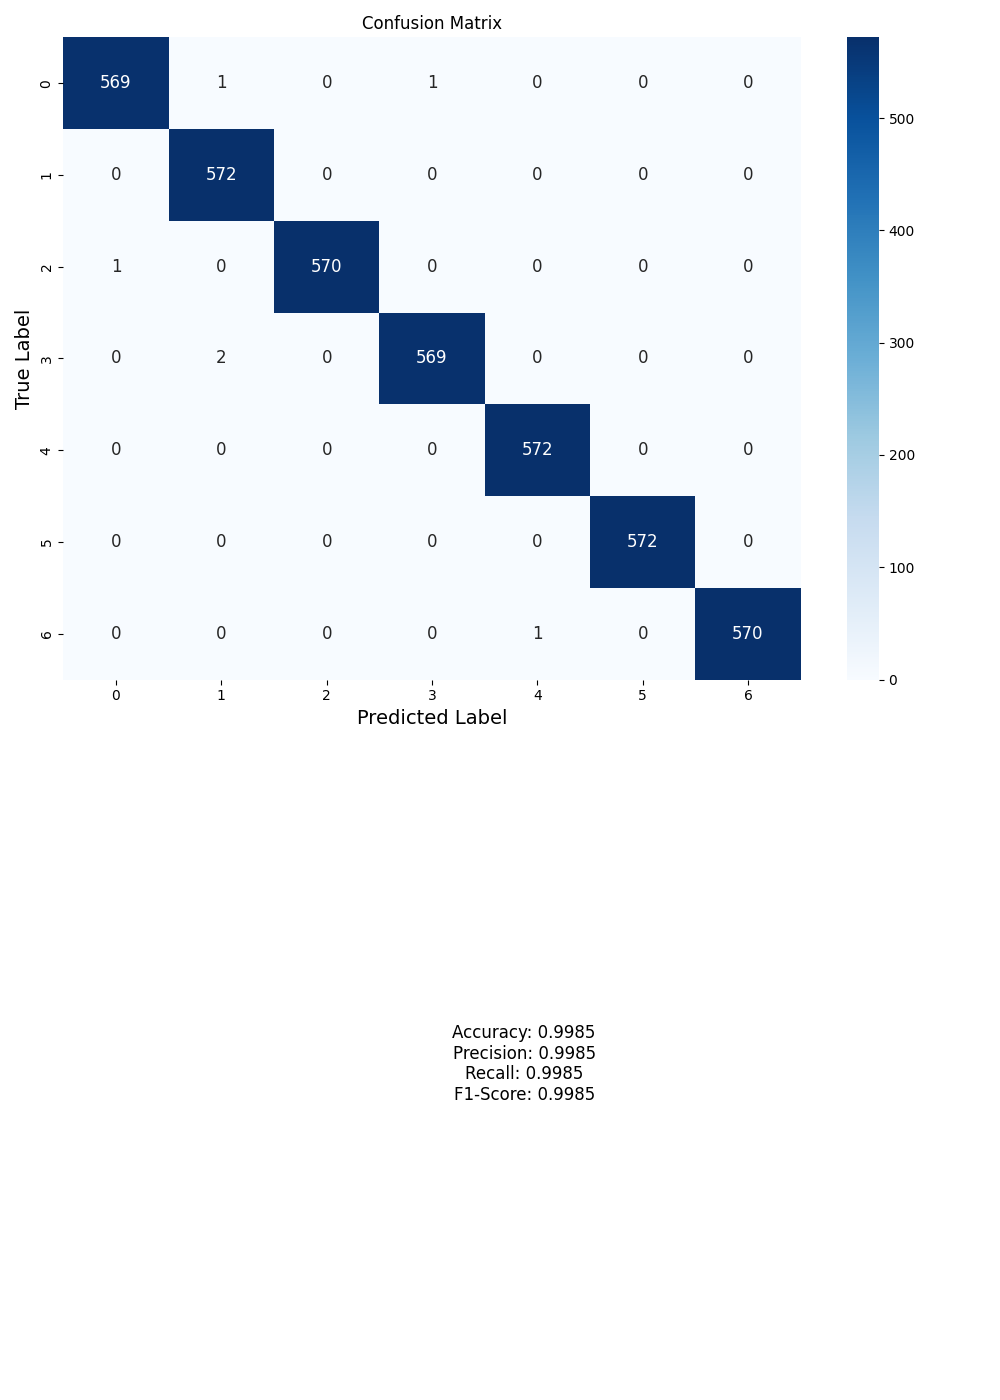 Confusion Matrix
0 569 1 0 1 0 0 0
1 0 572 0 0 0 0 0
2 1 0 570 0 0 0 0
3 0 2 0 569 0 0 0
4 0 0 0 0 572 0 0
5 0 0 0 0 0 572 0
6 0 0 0 0 1 0 570
0 1 2 3 4 5 6
True Label
Predicted Label
500
400
300
200
100
0
Accuracy: 0.9985
Precision: 0.9985
Recall: 0.9985
F1-Score: 0.9985